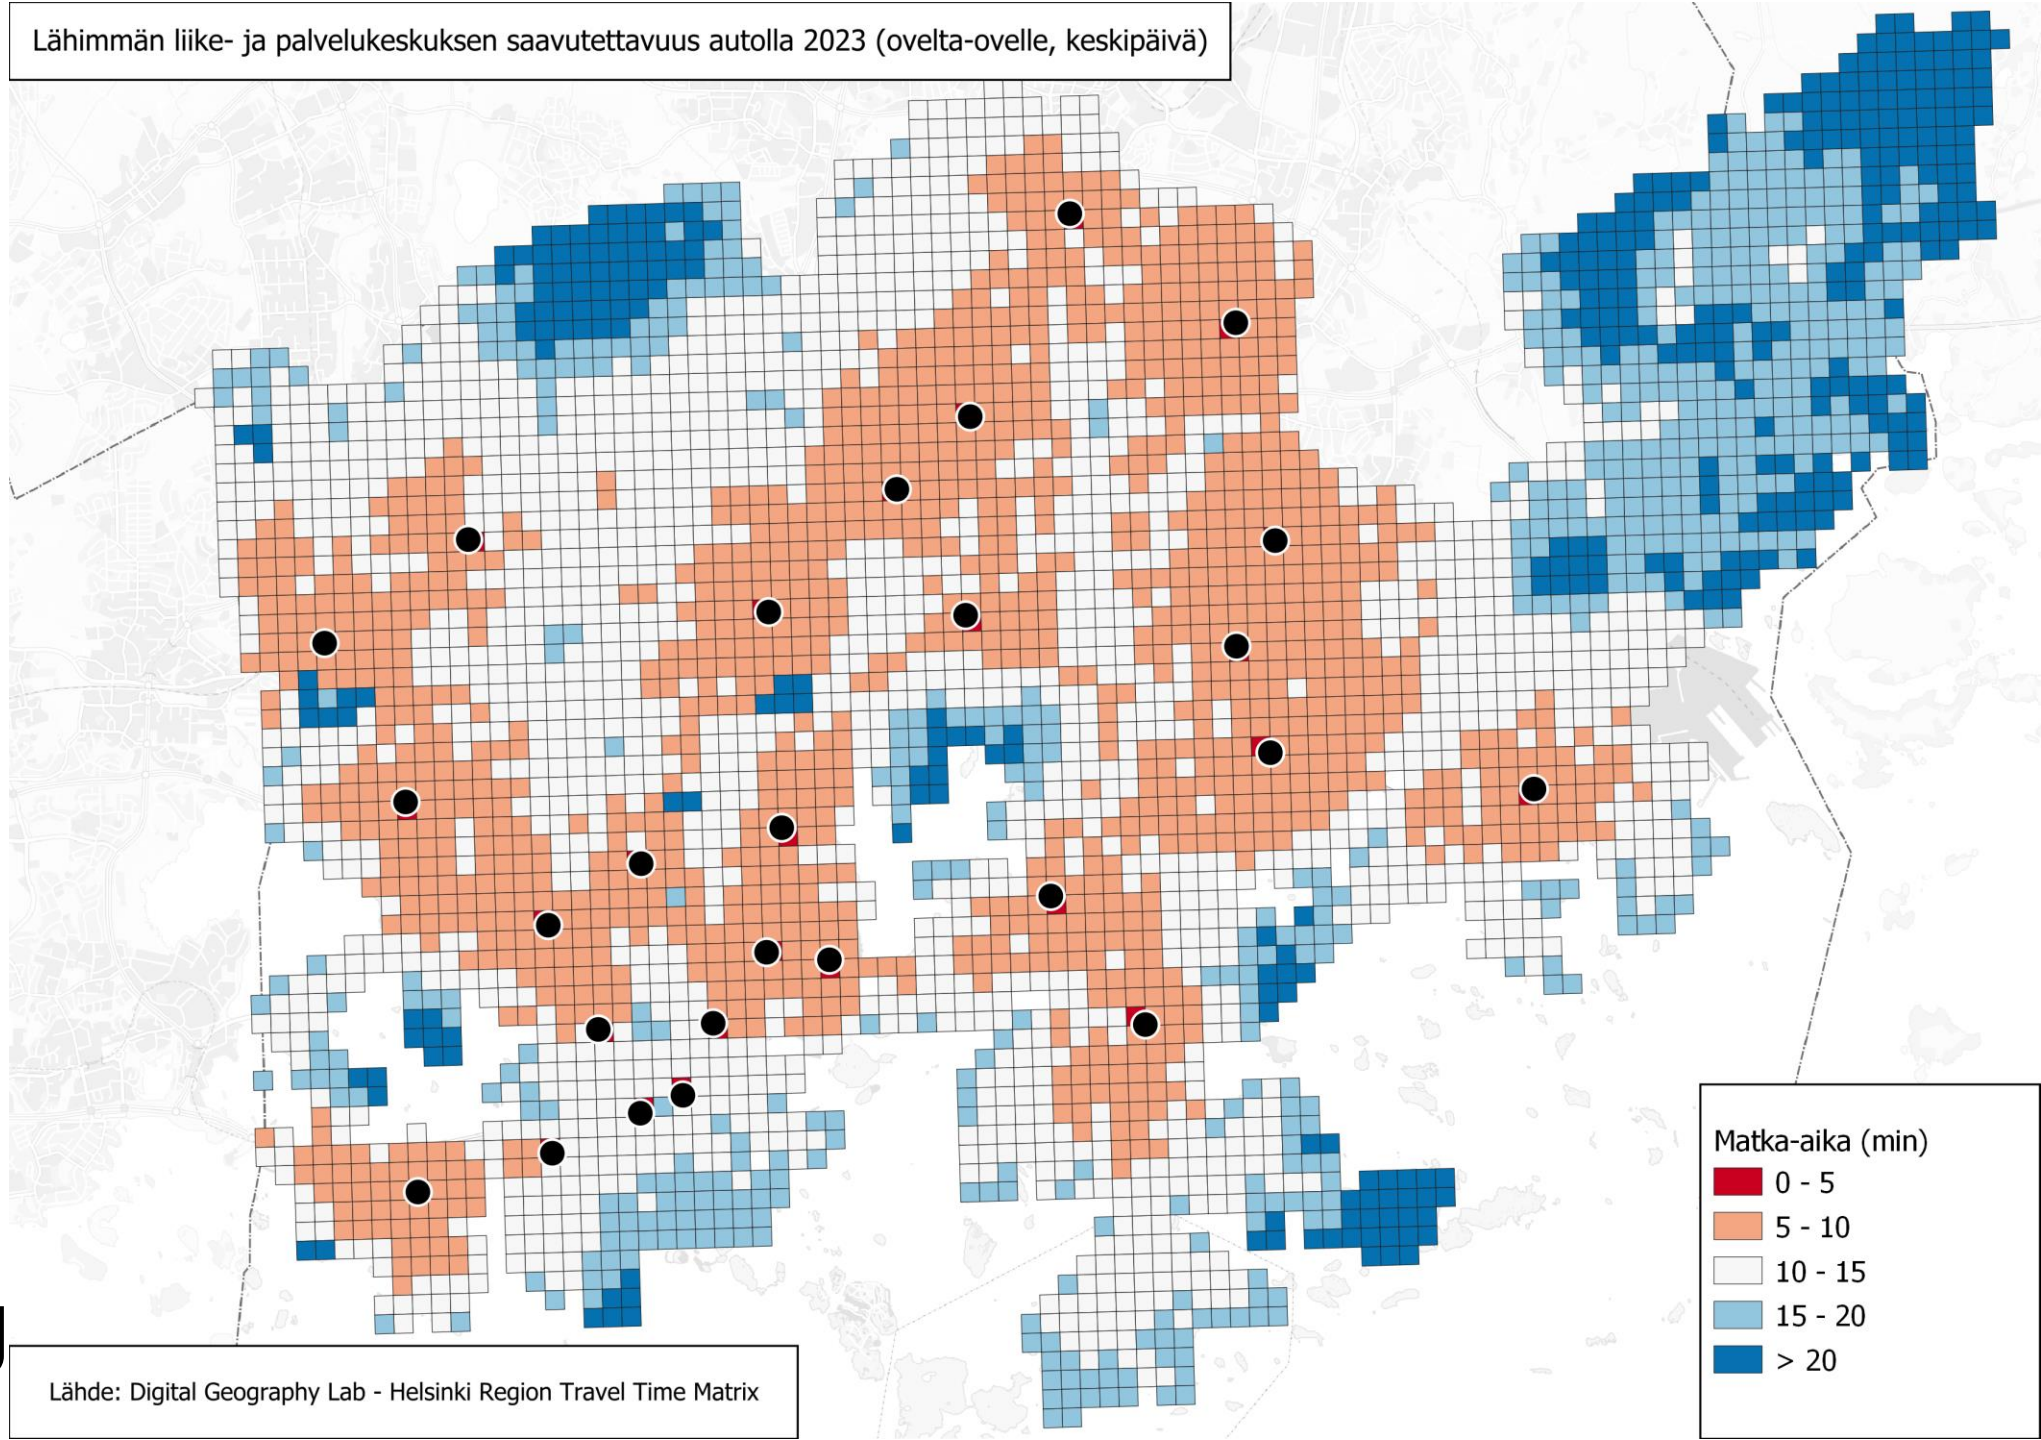 Lähimmän liike- ja palvelukeskuksen saavutettavuus autolla 2023 (ovelta-ovelle, keskipäivä)
Matka-aika (min)
0 - 5
5 - 10
10 - 15
15 - 20
> 20
Lähde: Digital Geography Lab - Helsinki Region Travel Time Matrix